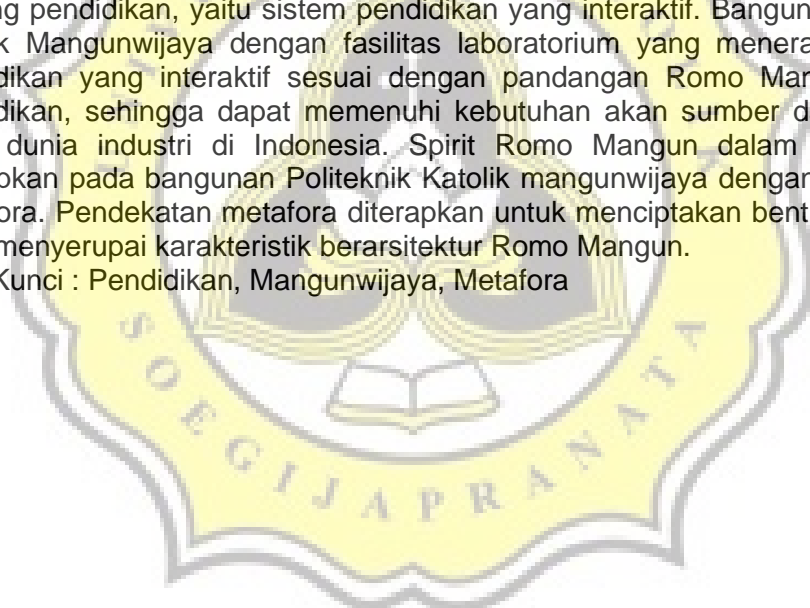 ng pendidikan, yaitu sistem pendidikan yang interaktif. Bangun
k Mangunwijaya dengan fasilitas laboratorium yang menera
dikan yang interaktif sesuai dengan pandangan Romo Man
dikan, sehingga dapat memenuhi kebutuhan akan sumber d
dunia industri di Indonesia. Spirit Romo Mangun dalam
okan pada bangunan Politeknik Katolik mangunwijaya dengan
ora. Pendekatan metafora diterapkan untuk menciptakan bent
menyerupai karakteristik berarsitektur Romo Mangun.
Kunci : Pendidikan, Mangunwijaya, Metafora
SOEGIJAPRANATA